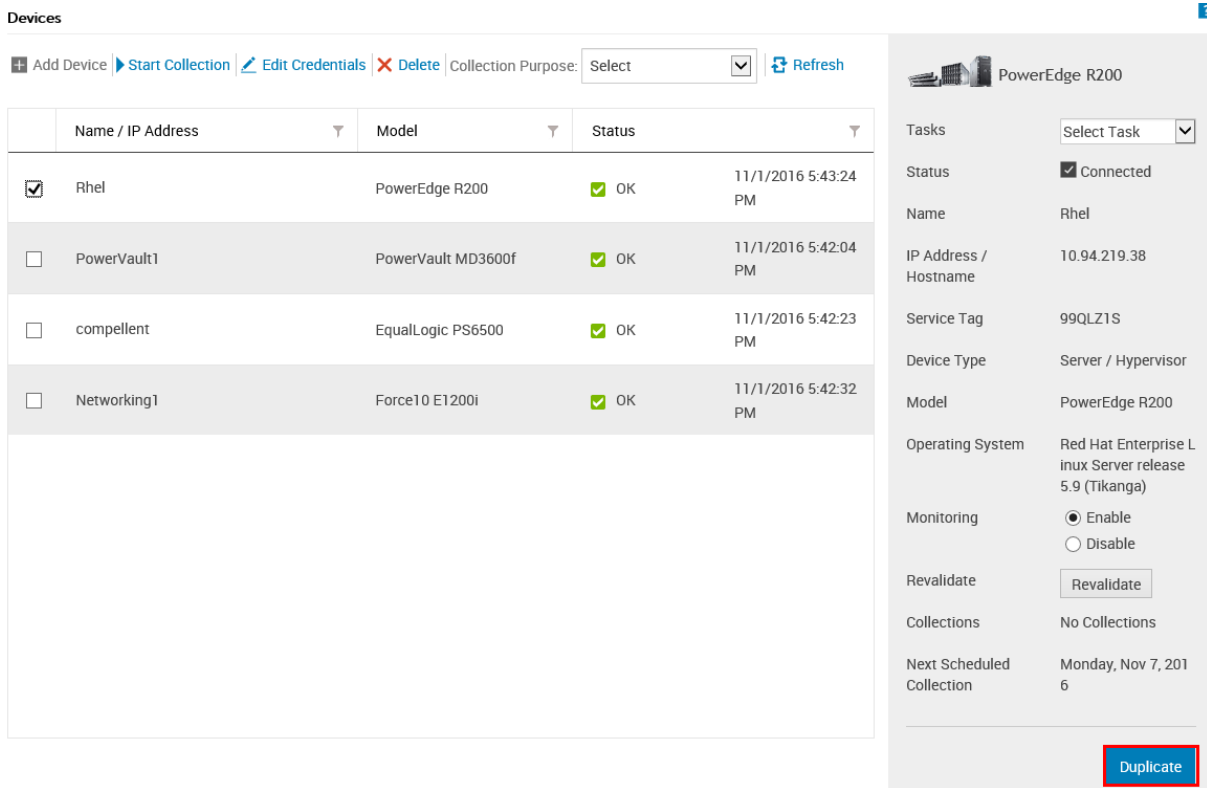 Devices
Add Device Start Collection Edit Credentials Delete Collection Purpose: Select Refresh
Name / IP Address Model Status
Rhel PowerEdge R200 OK 11/1/2016 5:43:24
PM
PowerVault1 PowerVault MD3600f OK 11/1/2016 5:42:04
PM
compellent EqualLogic PS6500 OK 11/1/2016 5:42:23
PM
Networking1 Force10 E1200i OK 11/1/2016 5:42:32
PM
PowerEdge R200
Tasks Select Task
Status Connected
Name Rhel
IP Address / 10.94.219.38
Hostname
Service Tag 99QLZ1S
Device Type Server / Hypervisor
Model PowerEdge R200
Operating System Red Hat Enterprise L
inux Server release
5.9 (Tikanga)
Monitoring Enable
Disable
Revalidate Revalidate
Collections No Collections
Next Scheduled Monday, Nov 7, 201
Collection 6
Duplicate